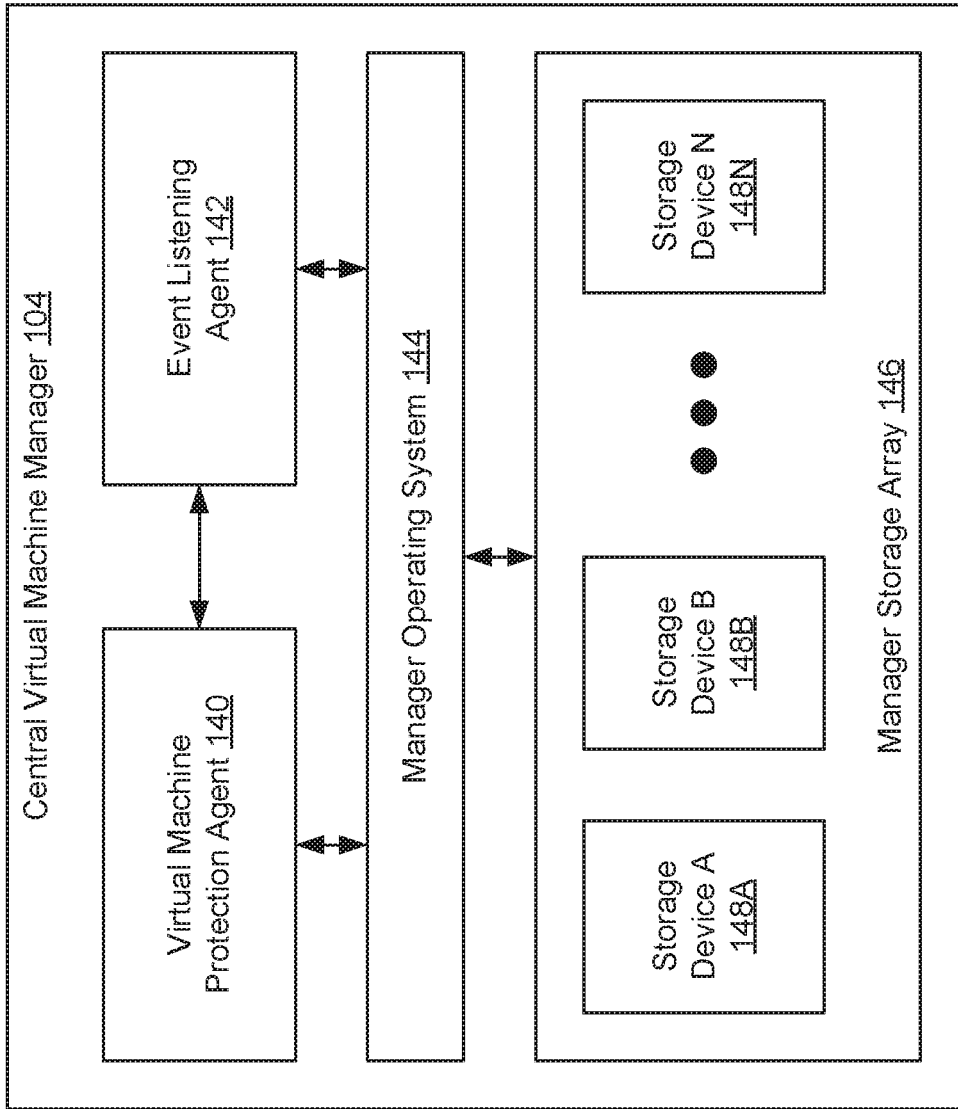 Central Virtual Machine Manager 104
Virtual Machine
Protection Agent 140
Event Listening
Agent 142
Manager Operating System 144
Storage
Device A
148A
Storage
Device B
148B
Storage
Device N
148N
Manager Storage Array 146